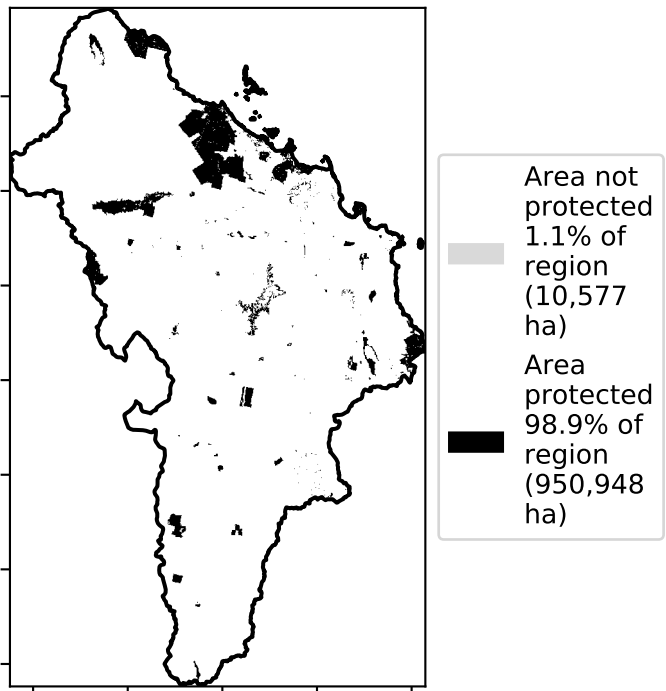 Area not
protected
1.1% of
region
(10,577
ha)
Area
protected
98.9% of
region
(950,948
ha)